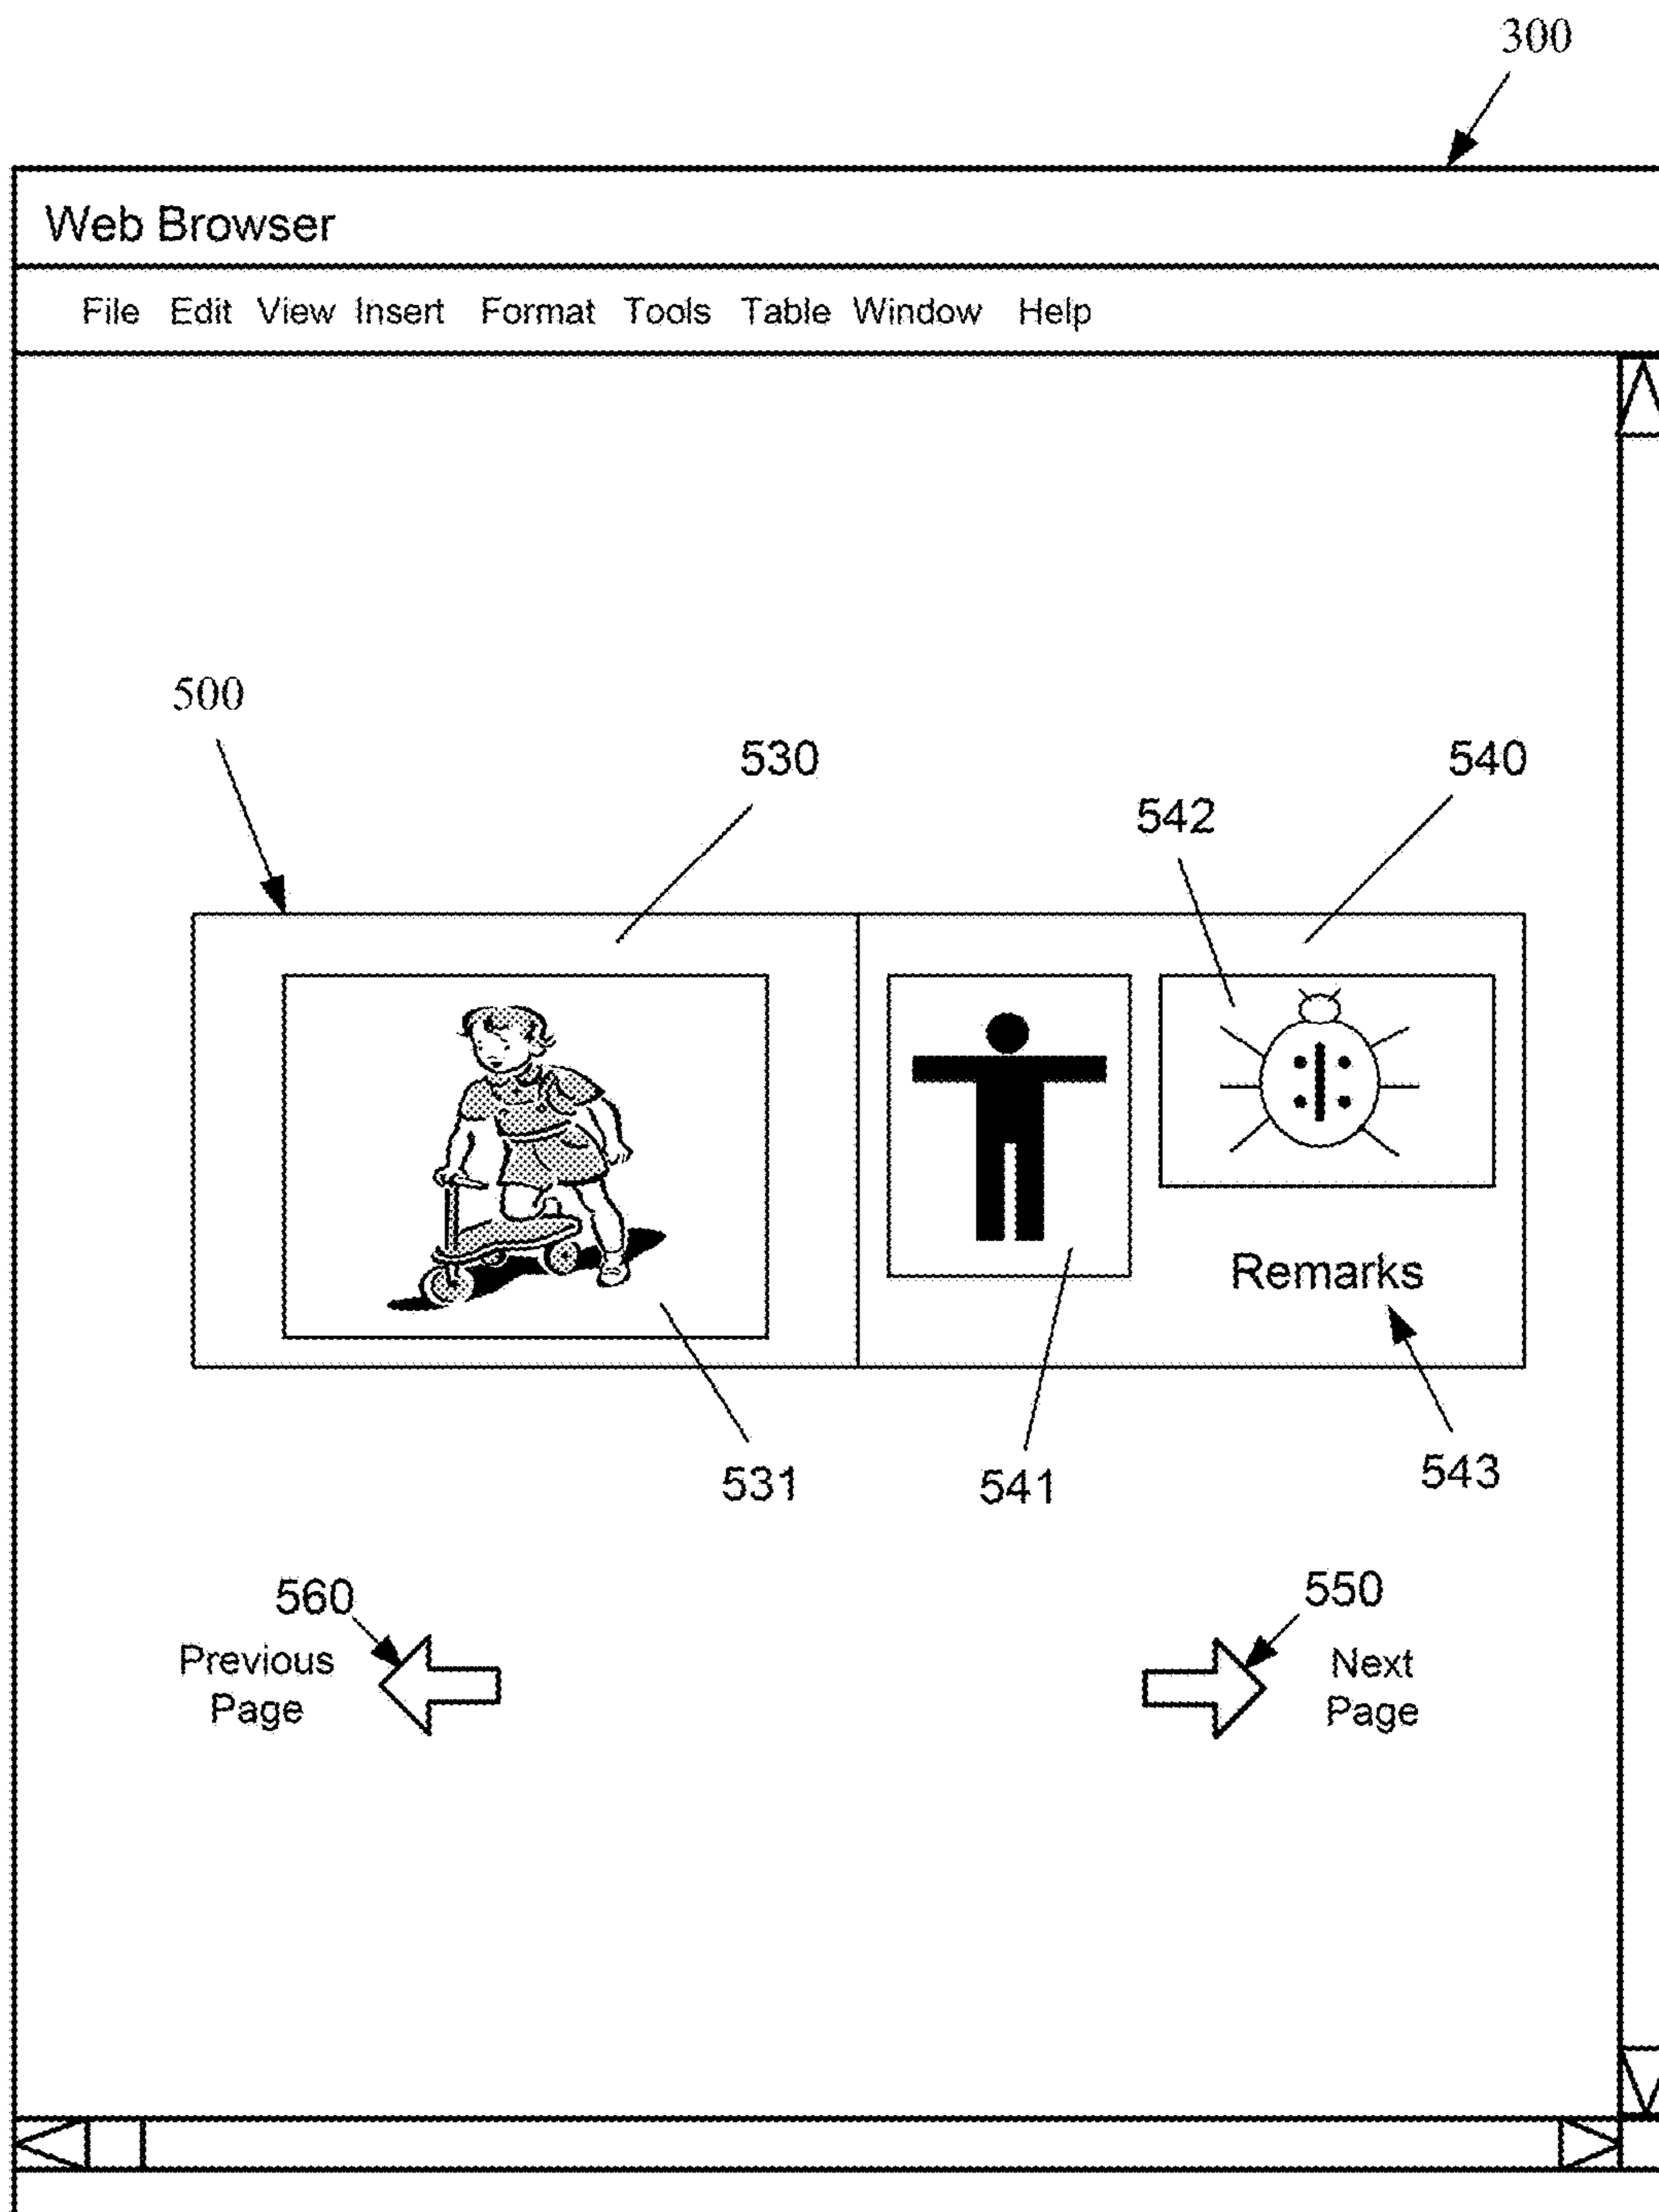 300
Web Browser
File Edit View Insert Format Tools Table Window Help
500
530
540
542
Remarks
531
541
543
560
550
Previous
Page
Next
Page